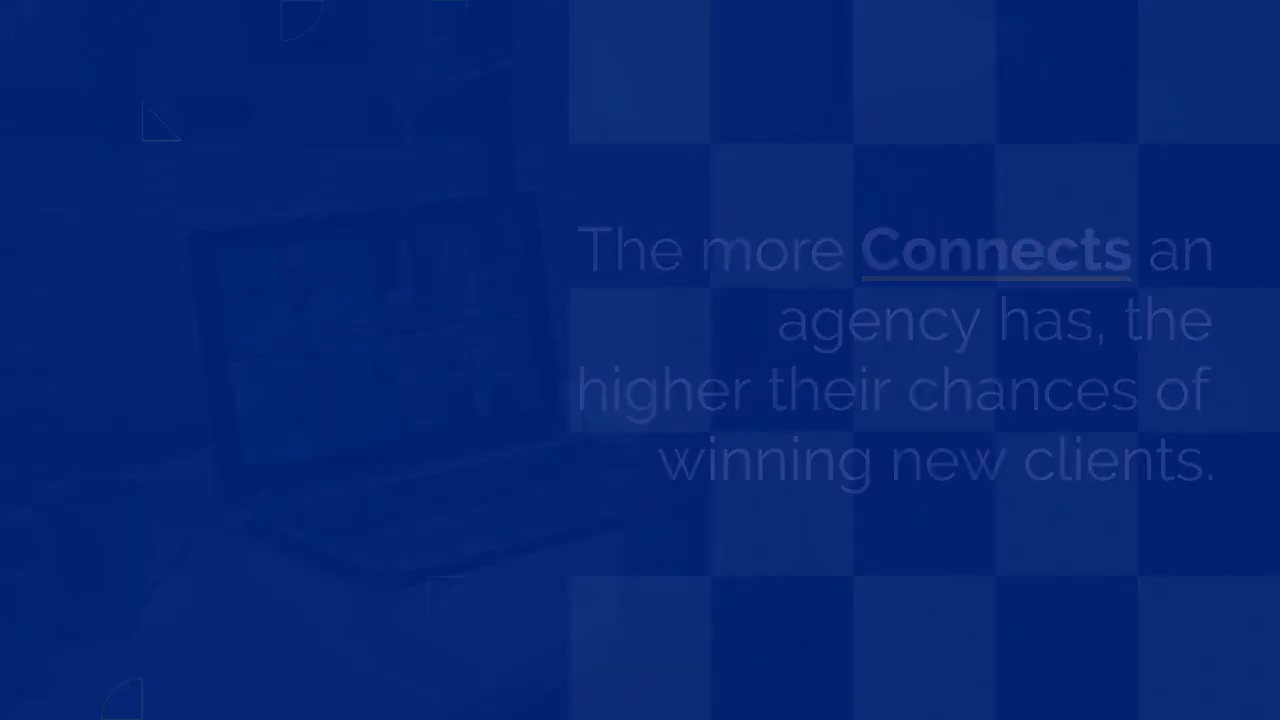 The more Connects an
agency has, the
higher their chances of
winning new clients.